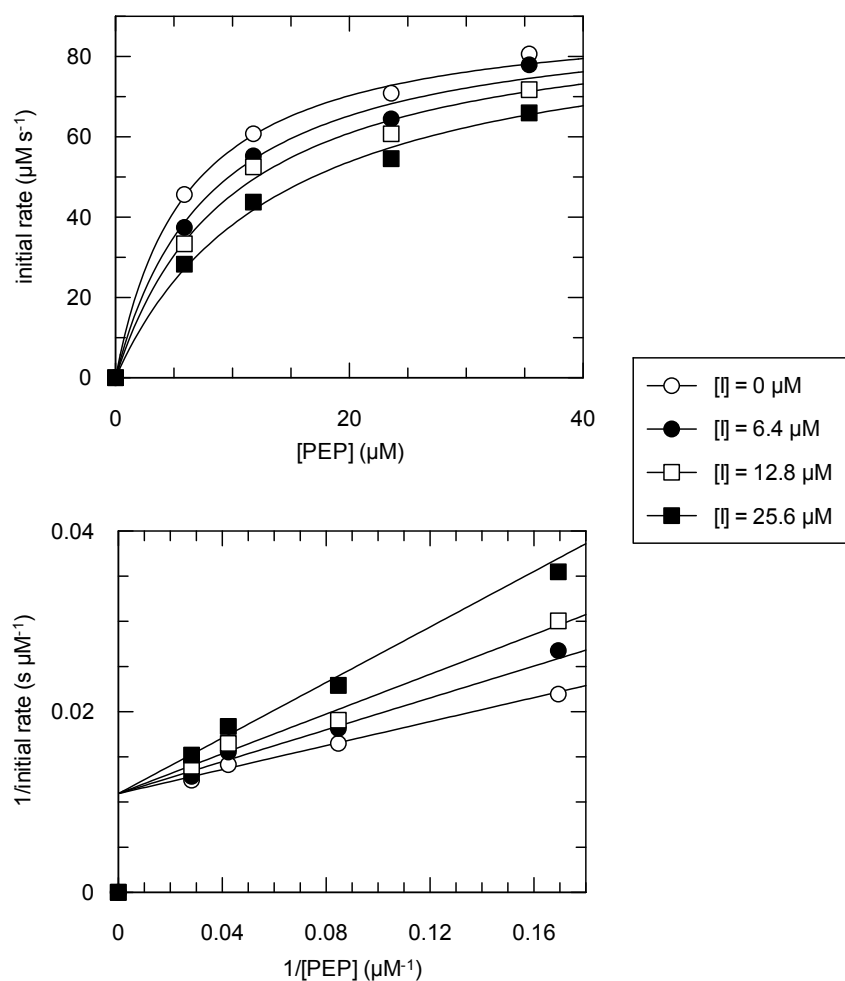 80
60
40
20
0
initial rate (µM s⁻¹)
0
20
40
[PEP] (µM)
[I] = 0 µM
[I] = 6.4 µM
[I] = 12.8 µM
[I] = 25.6 µM
0.04
0.02
0
1/initial rate (s µM⁻¹)
0
0.04
0.08
0.12
0.16
1/[PEP] (µM⁻¹)